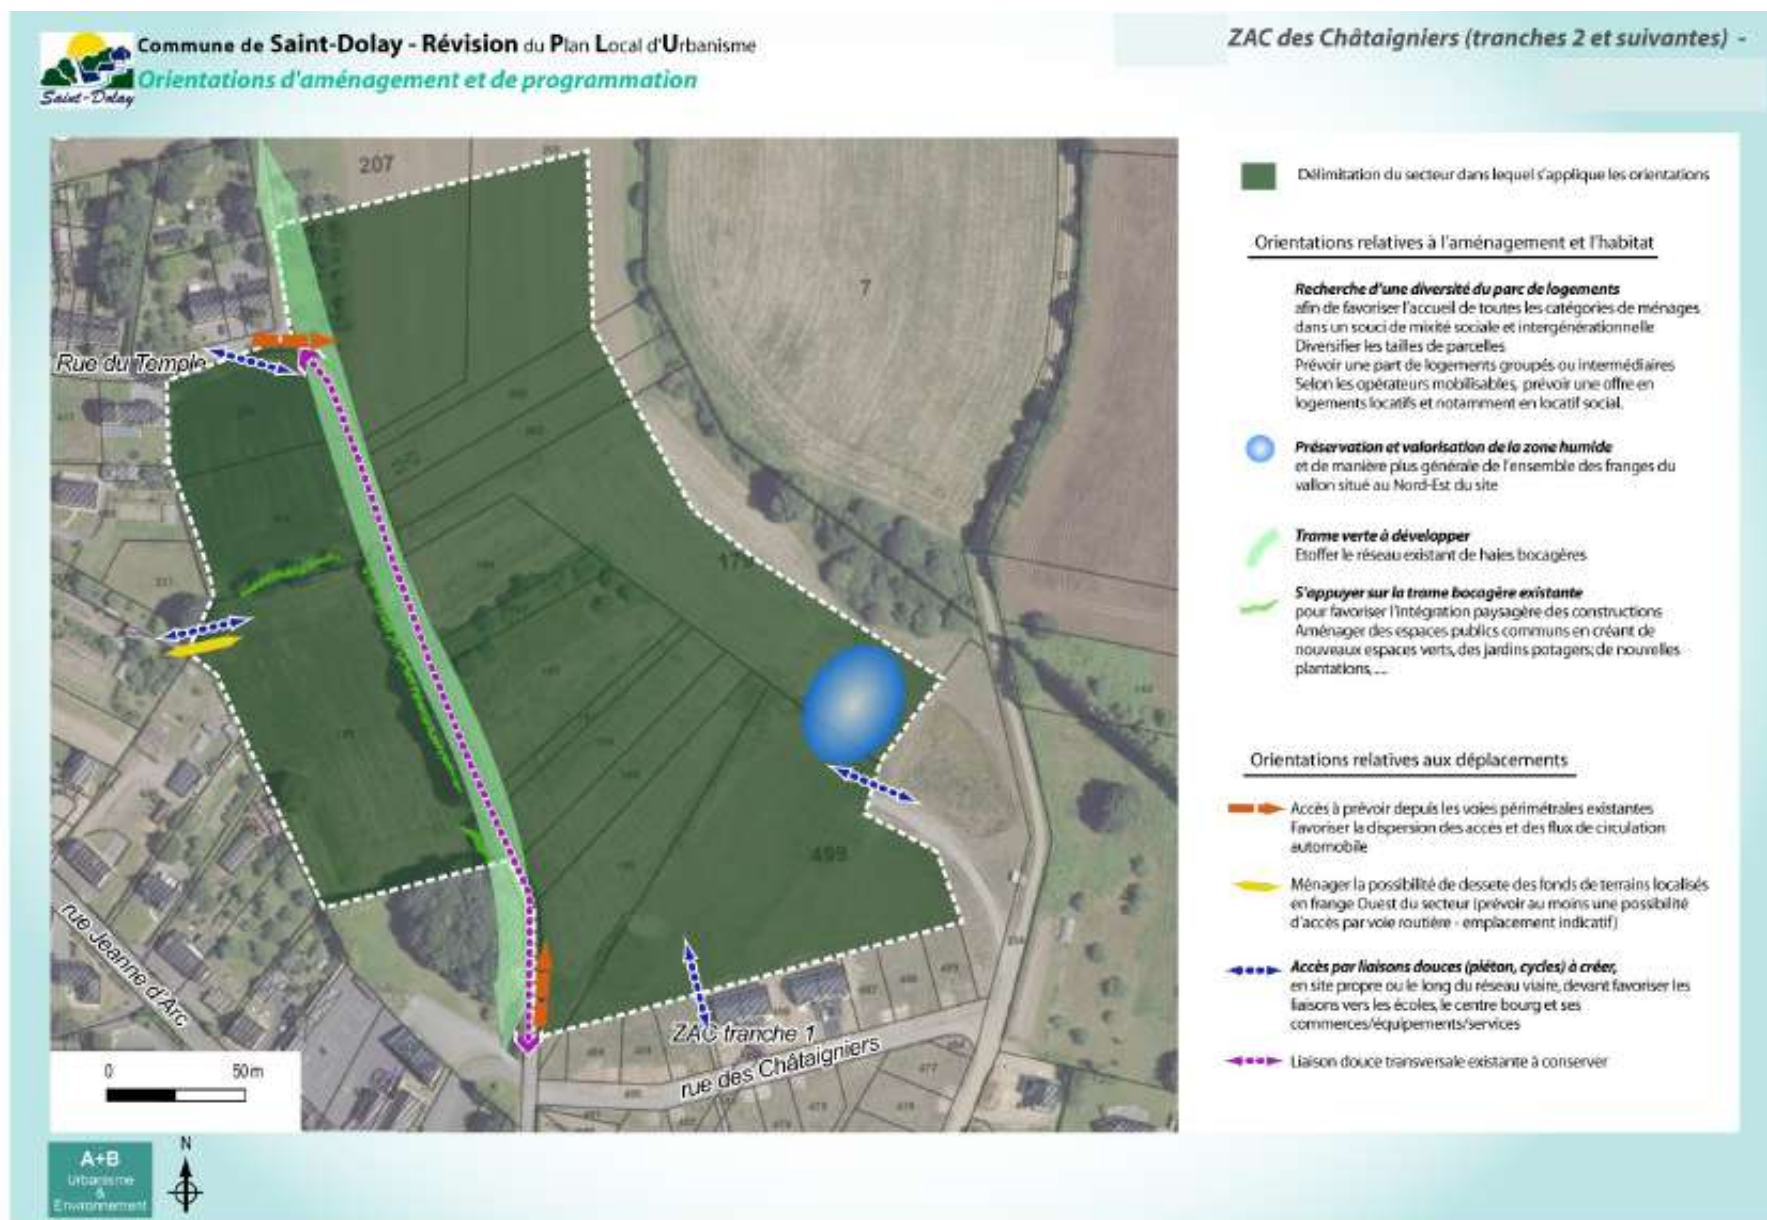 Commune de Saint-Dolay - Révision du Plan Local d'Urbanisme
Orientations d'aménagement et de programmation
Saint-Dolay
ZAC des Châtaigniers (tranches 2 et suivantes) -
207
7
Rue du Temple
179
499
rue Jeanne d'Arc
ZAC tranche 1
rue des Châtaigniers
477
0 50 m
A+B
Urbanisme
&
Environnement
N
Délimitation du secteur dans lequel s'applique les orientations
Orientations relatives à l'aménagement et l'habitat
Recherche d'une diversité du parc de logements
afin de favoriser l'accueil de toutes les catégories de ménages
dans un souci de mixité sociale et intergénérationnelle
Diversifier les tailles de parcelles
Prévoir une part de logements groupés ou intermédiaires
Selon les opérateurs mobilisables, prévoir une offre en
logements locatifs et notamment en locatif social.
Préservation et valorisation de la zone humide
et de manière plus générale de l'ensemble des franges du
vallon situé au Nord-Est du site
Trame verte à développer
Etoffer le réseau existant de haies bocagères
S'appuyer sur la trame bocagère existante
pour favoriser l'intégration paysagère des constructions
Aménager des espaces publics communs en créant de
nouveaux espaces verts, des jardins potagers, de nouvelles
plantations, ....
Orientations relatives aux déplacements
Accès à prévoir depuis les voies périmétrales existantes
Favoriser la dispersion des accès et des flux de circulation
automobile
Ménager la possibilité de dessete des fonds de terrains localisés
en frange Ouest du secteur (prévoir au moins une possibilité
d'accès par voie routière - emplacement indicatif)
Accès par liaisons douces (piéton, cycles) à créer,
en site propre ou le long du réseau viaire, devant favoriser les
liaisons vers les écoles, le centre bourg et ses
commerces/équipements/services
Liaison douce transversale existante à conserver